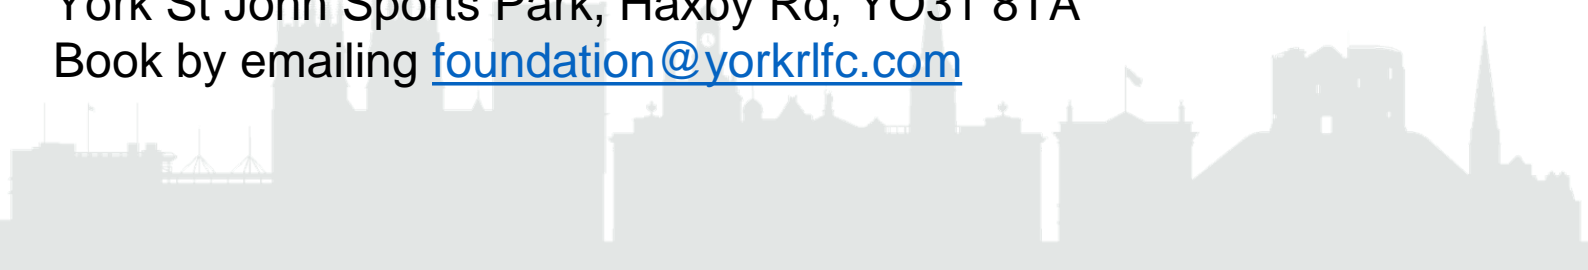 York St John Sports Park, Haxby Rd, YO31 8TA
Book by emailing foundation@yorkrlfc.com